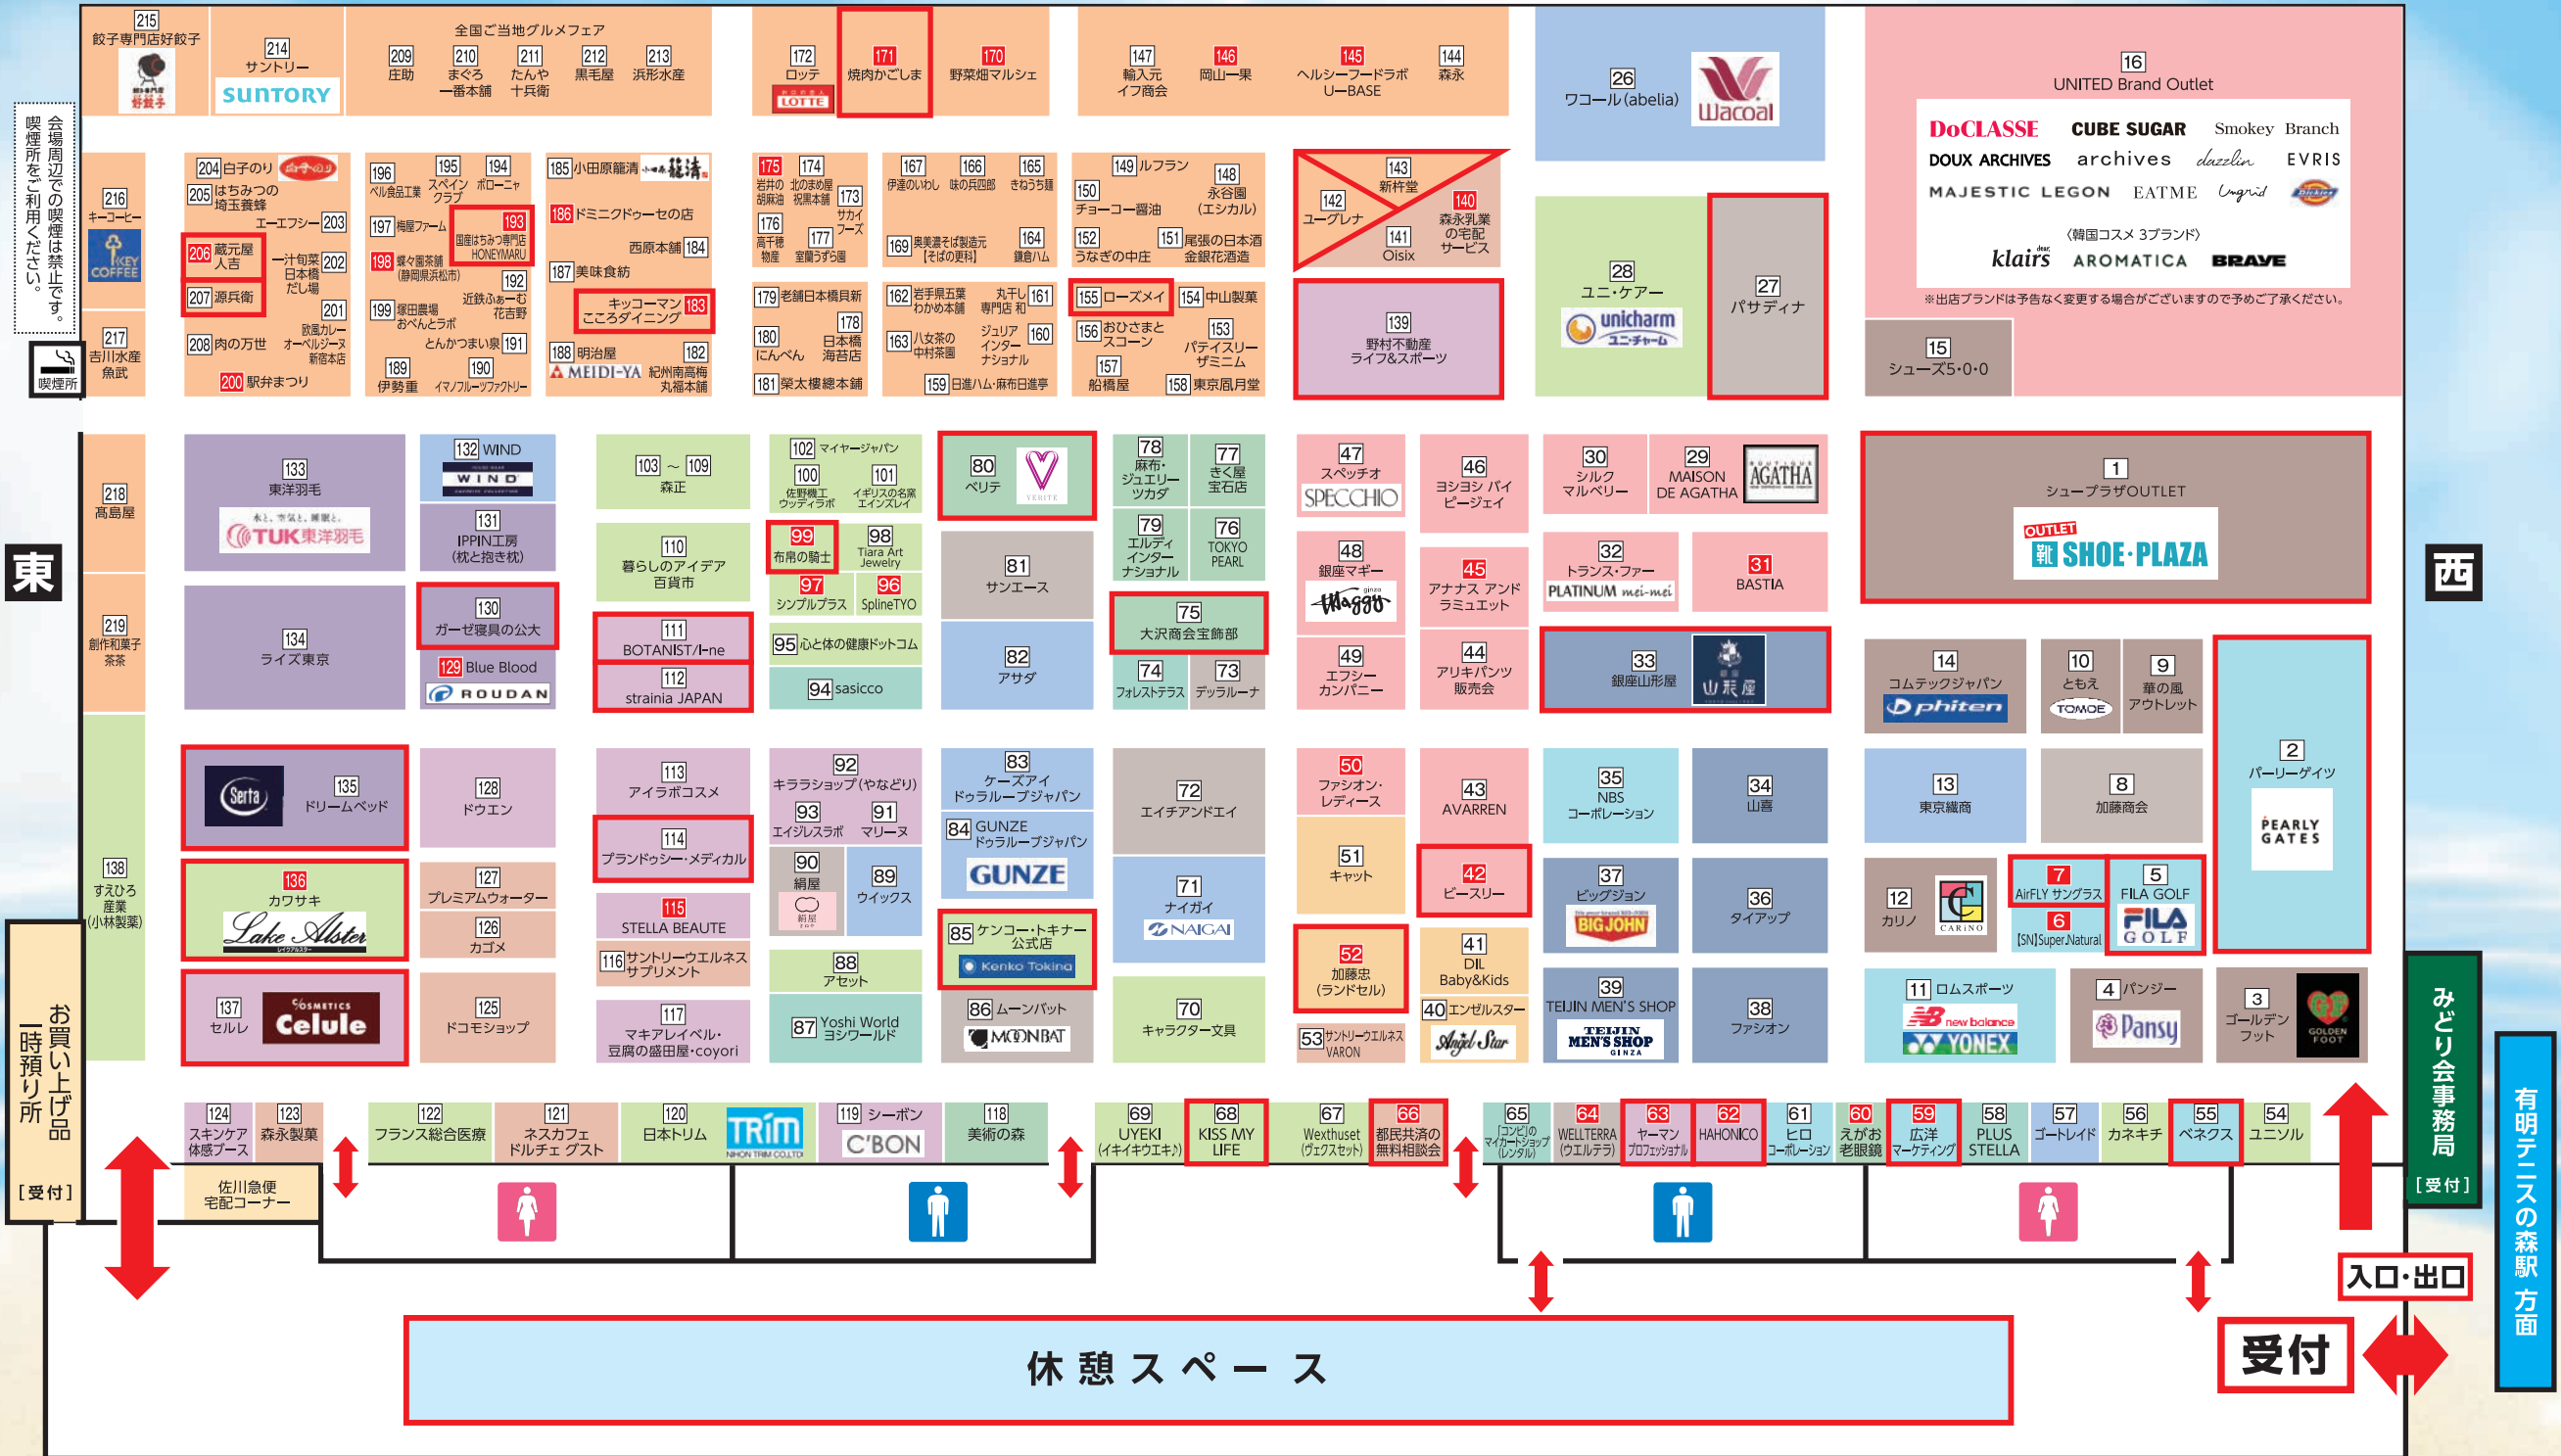 215
餃子専門店好餃子
好餃子
214
サントリー
SUNTORY
全国ご当地グルメフェア
209
庄助
210
まぐろ
一番本舗
211
たんや
十兵衛
212
黒毛屋
213
浜形水産
172
ロッテ
LOTTE
171
焼肉かごしま
170
野菜畑マルシェ
147
輸入元
イフ商会
146
岡山一果
145
ヘルシーフードラボ
UーBASE
144
森永
26
ワコール(abelia)
Wacoal
16
UNITED Brand Outlet
DoCLASSE
CUBE SUGAR
Smokey Branch
DOUX ARCHIVES
archives
dazzlin
EVRIS
MAJESTIC LEGON
EATME
Ungrid
Dickies
〈韓国コスメ 3ブランド〉
dear,
klairs
AROMATICA
BRAYE
※出店ブランドは予告なく変更する場合がございますので予めご了承ください。
15
シューズ5・0・0
会場周辺での喫煙は禁止です。
喫煙所をご利用ください。
喫煙所
216
キーコーヒー
KEY
COFFEE
217
吉川水産
魚武
204 白子のり
白子のり
205 はちみつの
埼玉養蜂
エーエフシー 203
206 蔵元屋
人吉
一汁旬菜
日本橋
だし場
202
207 源兵衛
201
欧風カレー
オーベルジーヌ
新宿本店
208 肉の万世
200 駅弁まつり
196
ベル食品工業
195
スペイン
クラブ
194
ボローニャ
197 梅屋ファーム
193
国産はちみつ専門店
HONEYMARU
198 蝶々園茶舗
(静岡県浜松市)
192
近鉄ふぁーむ
花吉野
199 塚田農場
おべんとラボ
とんかつまい泉 191
189
伊勢重
190
イマノフルーツファクトリー
185 小田原籠清
小田原 籠清
186 ドミニクドゥーセの店
西原本舗 184
187 美味食紡
キッコーマン
こころダイニング
183
188 明治屋
MEIDI-YA
182
紀州南高梅
丸福本舗
175
岩井の
胡麻油
174
北のまめ屋
祝黒本舗
173
サカイ
フーズ
176
高千穂
物産
177
室蘭うずら園
179 老舗日本橋貝新
180
にんべん
178
日本橋
海苔店
181 榮太樓總本鋪
167
伊達のいわし
166
味の兵四郎
165
きねうち麺
169 奥美濃そば製造元
【そばの更科】
164
鎌倉ハム
162 岩手県五葉
わかめ本舗
丸干し
専門店 和
161
163 八女茶の
中村茶園
ジュリア
インター
ナショナル
160
159 日進ハム・麻布日進亭
149 ルフラン
150
チョーコー醤油
148
永谷園
(エシカル)
152
うなぎの中庄
151 尾張の日本酒
金銀花酒造
155 ローズメイ
154 中山製菓
156 おひさまと
スコーン
153
パティスリー
ザミニム
157
船橋屋
158 東京凮月堂
143
新杵堂
142
ユーグレナ
140
森永乳業
の宅配
サービス
141
Oisix
139
野村不動産
ライフ&スポーツ
28
ユニ・ケアー
unicharm
ユニ・チャーム
27
パサディナ
東
西
218
髙島屋
219
創作和菓子
茶茶
138
すえひろ
産業
(小林製薬)
133
東洋羽毛
水と、空気と、睡眠と。
TUK東洋羽毛
132 WIND
WIND
131
IPPIN工房
(枕と抱き枕)
134
ライズ東京
130
ガーゼ寝具の公大
129 Blue Blood
ROUDAN
103 ～ 109
森正
110
暮らしのアイデア
百貨市
111
BOTANIST/I-ne
112
strainia JAPAN
102 マイヤージャパン
100
佐野機工
ウッディラボ
101
イギリスの名窯
エインズレイ
99
布帛の騎士
98
Tiara Art
Jewelry
97
シンプルプラス
96
SplineTYO
95 心と体の健康ドットコム
94 sasicco
80
ベリテ
VERITE
81
サンエース
82
アサダ
78
麻布・
ジュエリー
ツカダ
77
きく屋
宝石店
79
エルディ
インター
ナショナル
76
TOKYO
PEARL
75
大沢商会宝飾部
74
フォレストテラス
73
デッラルーナ
47
スペッチオ
SPECCHIO
46
ヨシヨシ バイ
ピージェイ
48
銀座マギー
ginza
Maggy
45
アナナス アンド
ラミュエット
49
エフシー
カンパニー
44
アリキパンツ
販売会
30
シルク
マルベリー
29
MAISON
DE AGATHA
BOUTIQUE
AGATHA
32
トランス・ファー
PLATINUM mei-mei
31
BASTIA
33
銀座山形屋
銀座
山形屋
1
シュープラザOUTLET
OUTLET
靴 SHOE・PLAZA
14
コムテックジャパン
phiten
10
ともえ
TOMOE
9
華の風
アウトレット
2
パーリーゲイツ
PEARLY
GATES
135
ドリームベッド
Serta
128
ドウエン
136
カワサキ
Lake Alster
レイクアルスター
127
プレミアムウォーター
126
カゴメ
137
セルレ
COSMETICS
Celule
125
ドコモショップ
113
アイラボコスメ
114
プランドゥシー・メディカル
115
STELLA BEAUTE
116 サントリーウエルネス
サプリメント
117
マキアレイベル・
豆腐の盛田屋・coyori
92
キララショップ(やなどり)
93
エイジレスラボ
91
マリーヌ
90
絹屋
絹屋
89
ウイックス
88
アセット
87 Yoshi World
ヨシワールド
83
ケーズアイ
ドゥラループジャパン
84 GUNZE
ドゥラループジャパン
GUNZE
85 ケンコー・トキナー
公式店
Kenko Tokina
86 ムーンバット
MOONBAT
72
エイチアンドエイ
71
ナイガイ
NAIGAI
70
キャラクター文具
50
ファシオン・
レディース
43
AVARREN
51
キャット
42
ビースリー
52
加藤忠
(ランドセル)
41
DIL
Baby&Kids
53 サントリーウエルネス
VARON
40 エンゼルスター
Angel Star
35
NBS
コーポレーション
34
山喜
37
ビッグジョン
BIG JOHN
36
タイアップ
39
TEIJIN MEN'S SHOP
TEIJIN
MEN'S SHOP
GINZA
38
ファシオン
13
東京繊商
8
加藤商会
12
カリノ
CARiNO
7
AirFLY サングラス
6
[SN]Super.Natural
5
FILA GOLF
FILA
GOLF
11 ロムスポーツ
new balance
YONEX
4 パンジー
Pansy
3
ゴールデン
フット
GF
GOLDEN
FOOT
124
スキンケア
体感ブース
123
森永製菓
122
フランス総合医療
121
ネスカフェ
ドルチェ グスト
120
日本トリム
TRIM
NIHON TRIM CO.,LTD
119 シーボン
C'BON
118
美術の森
69
UYEKI
(イキイキウエキ♪)
68
KISS MY
LIFE
67
Wexthuset
(ヴェクスセット)
66
都民共済の
無料相談会
65
「コンビ」の
マイカートショップ
(レンタル)
64
WELLTERRA
(ウエルテラ)
63
ヤーマン
プロフェッショナル
62
HAHONICO
61
ヒロ
コーポレーション
60
えがお
老眼鏡
59
広洋
マーケティング
58
PLUS
STELLA
57
ゴートレイド
56
カネキチ
55
ベネクス
54
ユニソル
お買い上げ品
一時預り所
[受付]
佐川急便
宅配コーナー
みどり会事務局
[受付]
有明テニスの森駅 方面
入口・出口
受付
休憩スペース